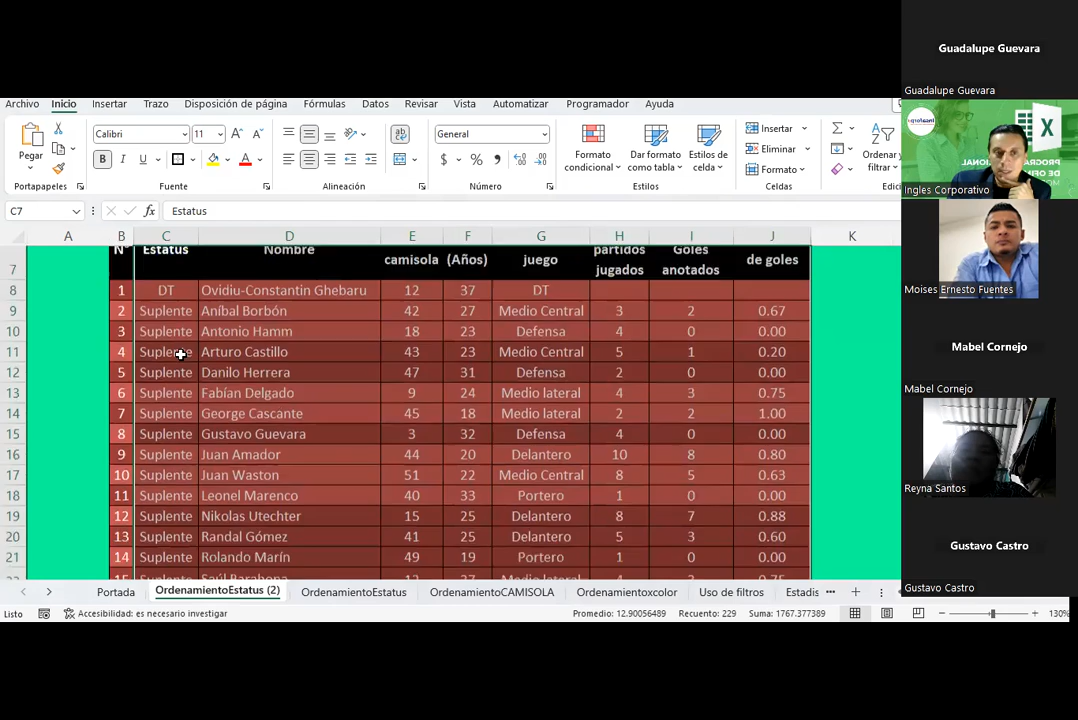 Guadalupe Guevara
Guadalupe Guevara
Archivo Inicio Insertar Trazo Disposición de página Fórmulas Datos Revisar Vista Automatizar Programador Ayuda
Pegar
Calibri 11
General
Formato condicional
Dar formato como tabla
Estilos de celda
Insertar
Eliminar
Formato
Ordenar y filtrar
Portapapeles Fuente Alineación Número Estilos Celdas
Ingles Corporativo
C7 Estatus
A B C D E F G H I J K
7 N° Estatus Nombre camisola (Años) juego partidos jugados Goles anotados de goles
8 1 DT Ovidiu-Constantin Ghebaru 12 37 DT
9 2 Suplente Aníbal Borbón 42 27 Medio Central 3 2 0.67
10 3 Suplente Antonio Hamm 18 23 Defensa 4 0 0.00
11 4 Suplente Arturo Castillo 43 23 Medio Central 5 1 0.20
12 5 Suplente Danilo Herrera 47 31 Defensa 2 0 0.00
13 6 Suplente Fabían Delgado 9 24 Medio lateral 4 3 0.75
14 7 Suplente George Cascante 45 18 Medio lateral 2 2 1.00
15 8 Suplente Gustavo Guevara 3 32 Defensa 4 0 0.00
16 9 Suplente Juan Amador 44 20 Delantero 10 8 0.80
17 10 Suplente Juan Waston 51 22 Medio Central 8 5 0.63
18 11 Suplente Leonel Marenco 40 33 Portero 1 0 0.00
19 12 Suplente Nikolas Utechter 15 25 Delantero 8 7 0.88
20 13 Suplente Randal Gómez 41 25 Delantero 5 3 0.60
21 14 Suplente Rolando Marín 49 19 Portero 1 0 0.00
Moises Ernesto Fuentes
Mabel Cornejo
Mabel Cornejo
Reyna Santos
Gustavo Castro
Gustavo Castro
Portada OrdenamientoEstatus (2) OrdenamientoEstatus OrdenamientoCAMISOLA Ordenamientoxcolor Uso de filtros Estadis
Listo Accesibilidad: es necesario investigar Promedio: 12.90056489 Recuento: 229 Suma: 1767.377389 130%